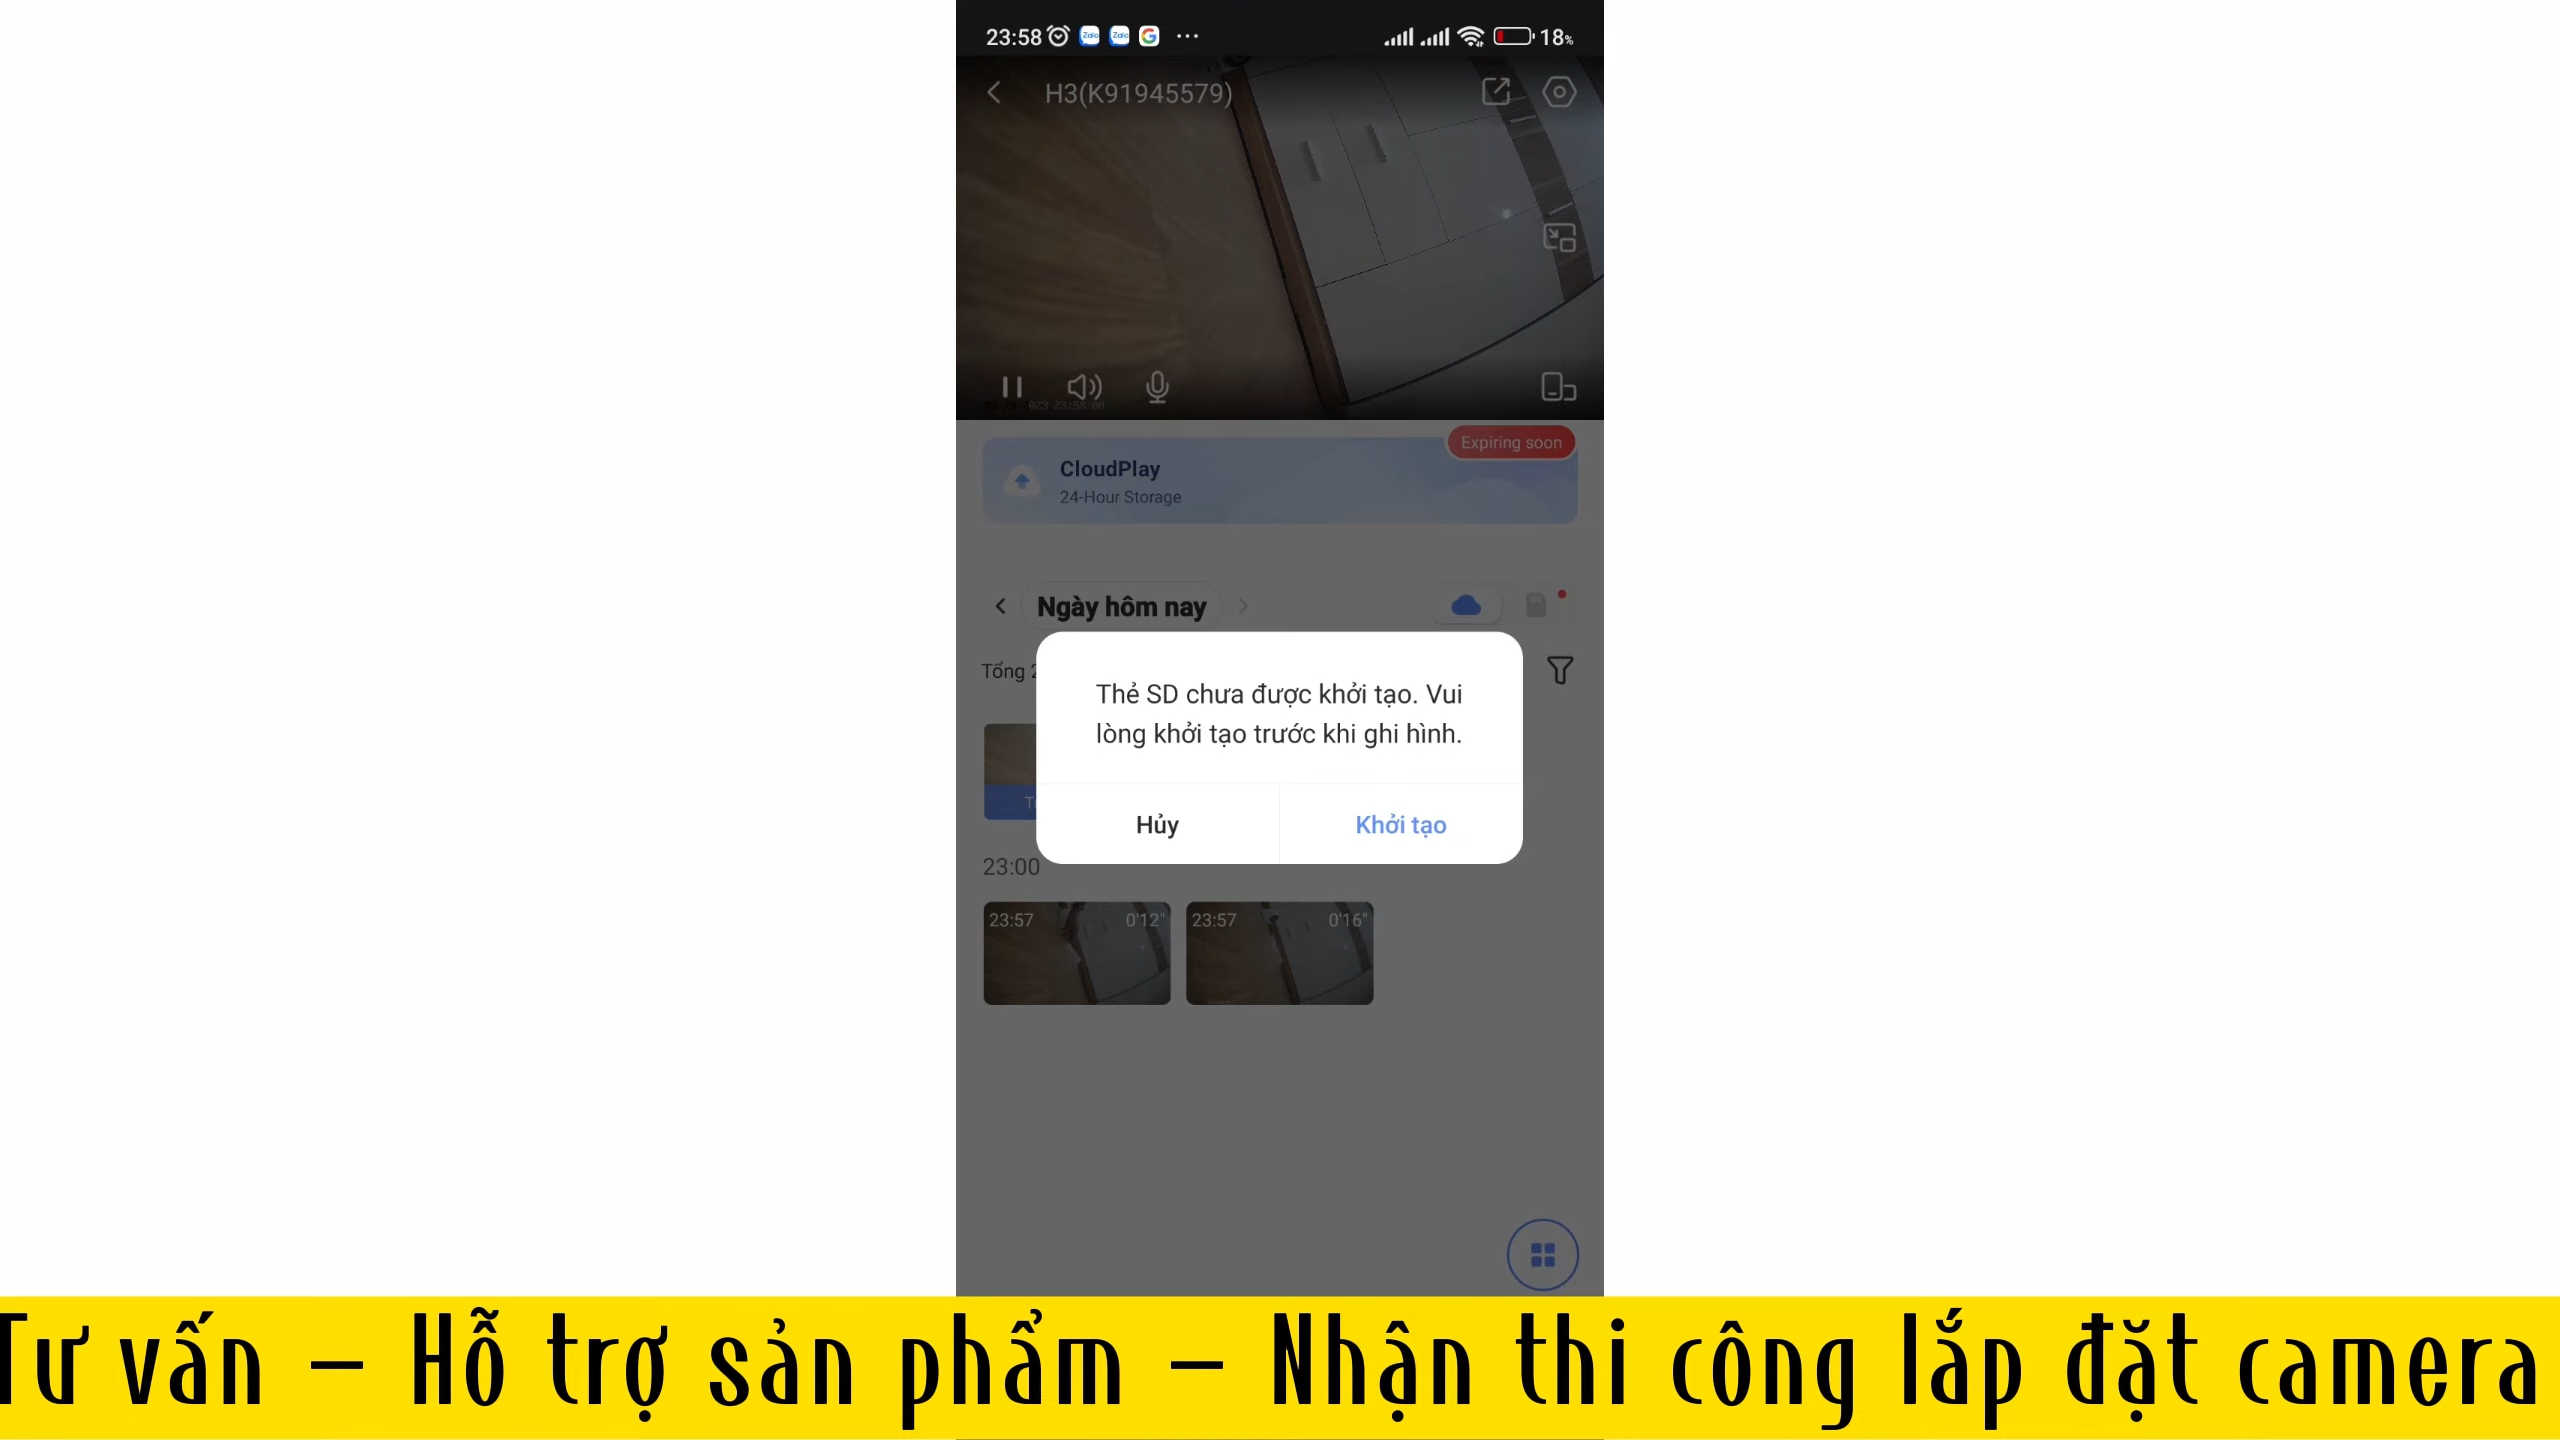 23:58
18%
H3(K91945579)
Expiring soon
CloudPlay
24-Hour Storage
Ngày hôm nay
Tổng
Thẻ SD chưa được khởi tạo. Vui
lòng khởi tạo trước khi ghi hình.
Hủy
Khởi tạo
23:00
23:57 0'12"
23:57 0'16"
Tư vấn – Hỗ trợ sản phẩm – Nhận thi công lắp đặt camera